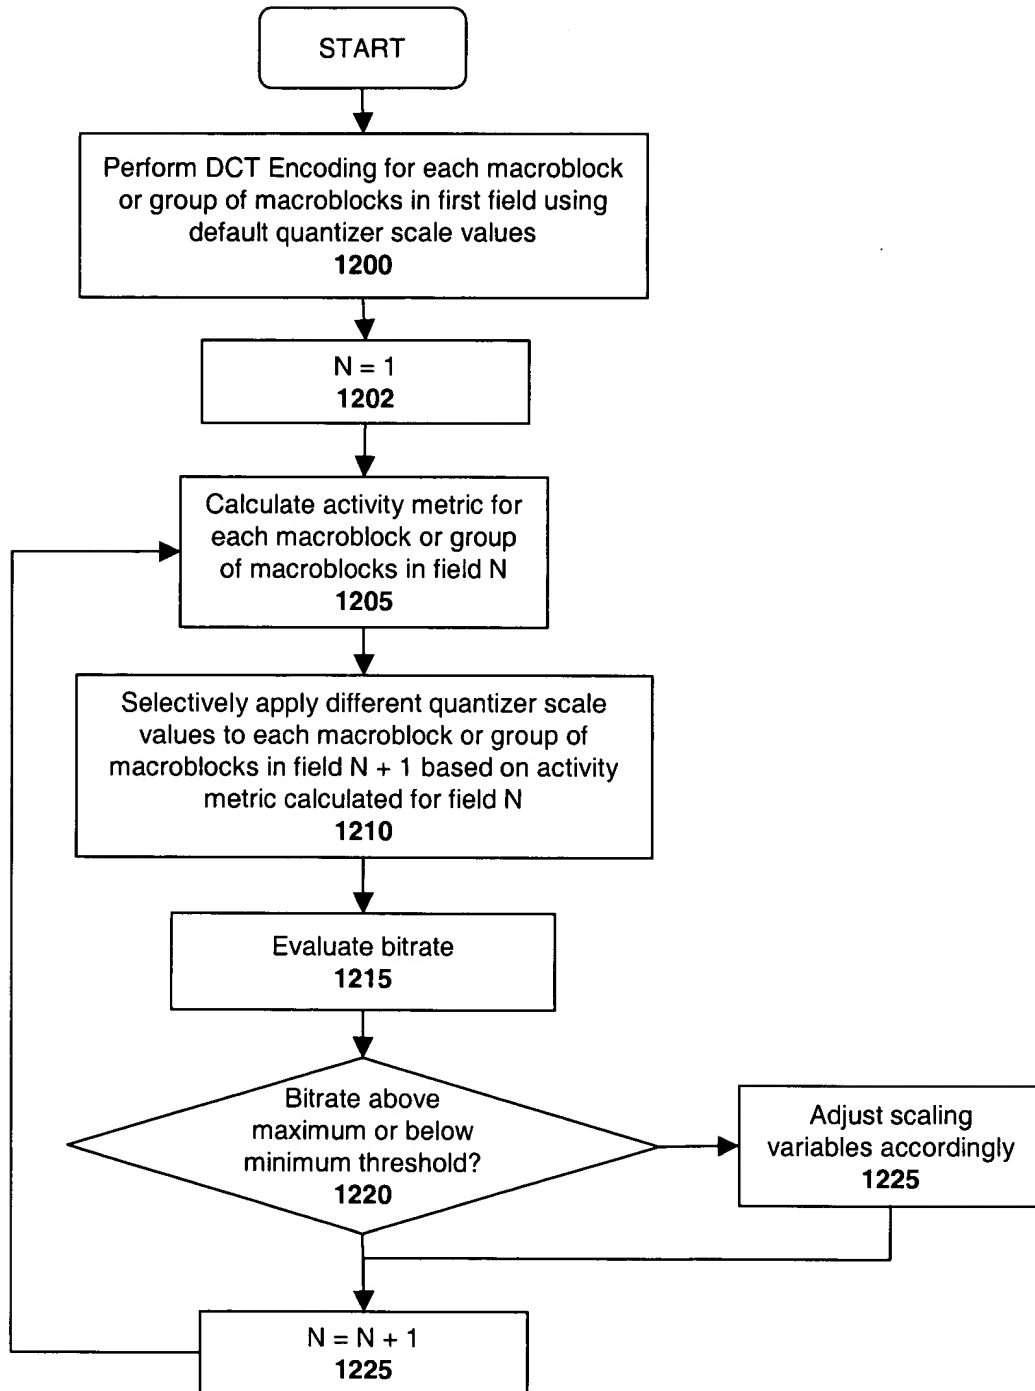 START
Perform DCT Encoding for each macroblock
or group of macroblocks in first field using
default quantizer scale values
1200
N = 1
1202
Calculate activity metric for
each macroblock or group
of macroblocks in field N
1205
Selectively apply different quantizer scale
values to each macroblock or group of
macroblocks in field N + 1 based on activity
metric calculated for field N
1210
Evaluate bitrate
1215
Bitrate above
maximum or below
minimum threshold?
1220
Adjust scaling
variables accordingly
1225
N = N + 1
1225